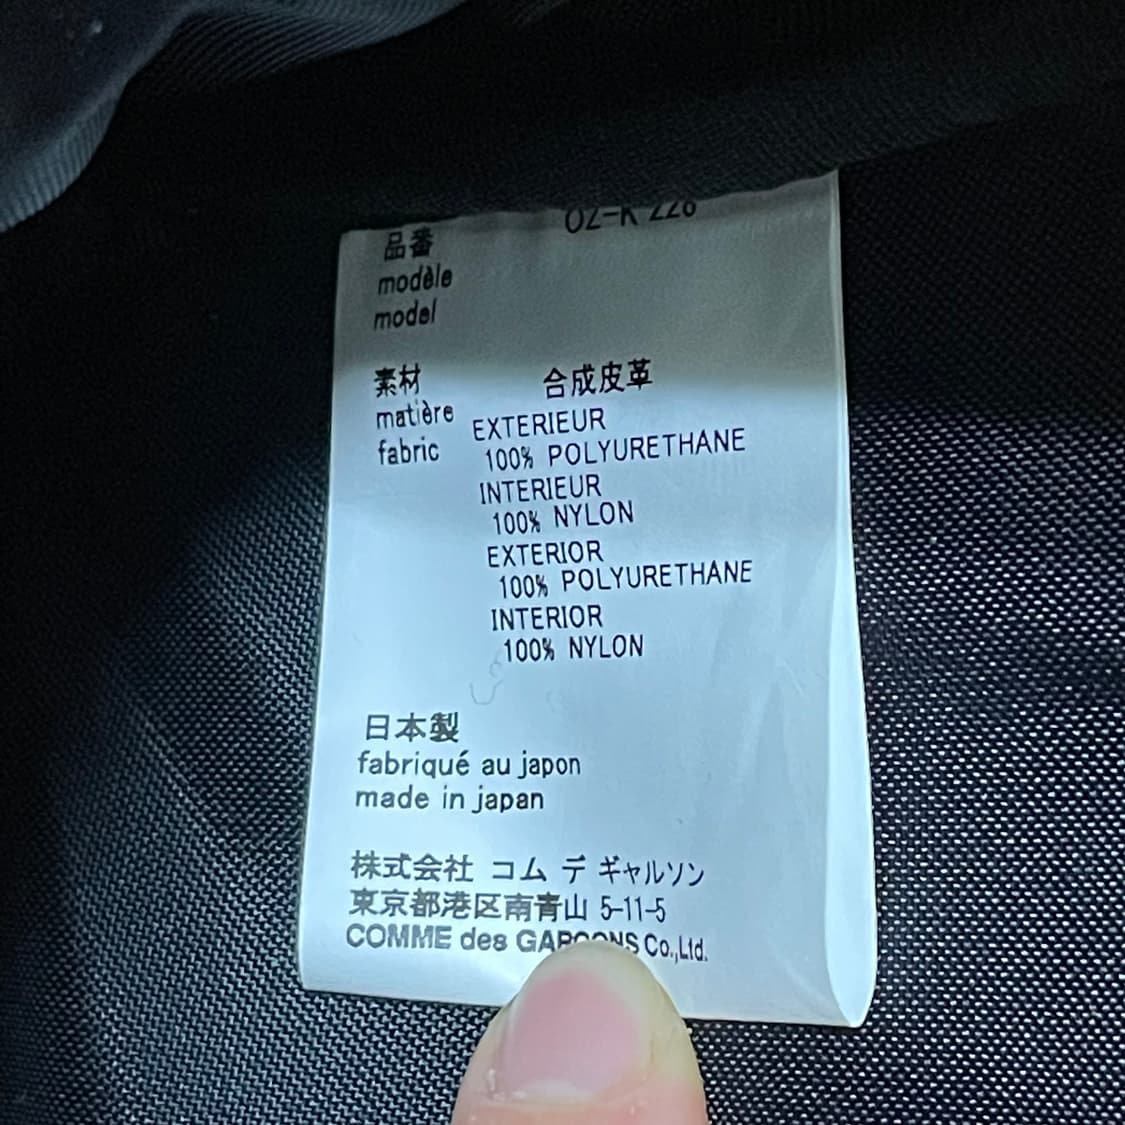 品番
modèle
model
素材 合成皮革
matière EXTERIEUR
fabric 100% POLYURETHANE
INTERIEUR
100% NYLON
EXTERIOR
100% POLYURETHANE
INTERIOR
100% NYLON
日本製
fabriqué au japon
made in japan
株式会社 コム デ ギャルソン
東京都港区南青山 5-11-5
COMME des GARÇONS Co.,Ltd.